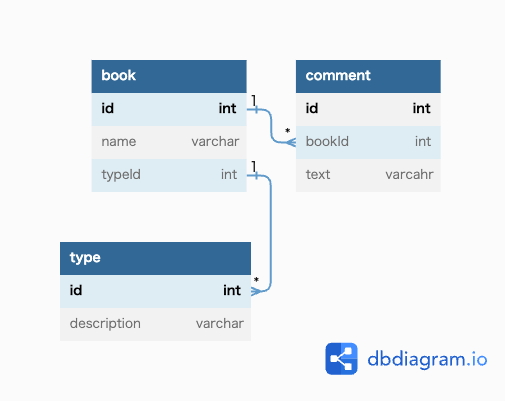 book
id int
name varchar
typeId int
comment
id int
bookId int
text varcahr
type
id int
description varchar
1
*
1
*
dbdiagram.io